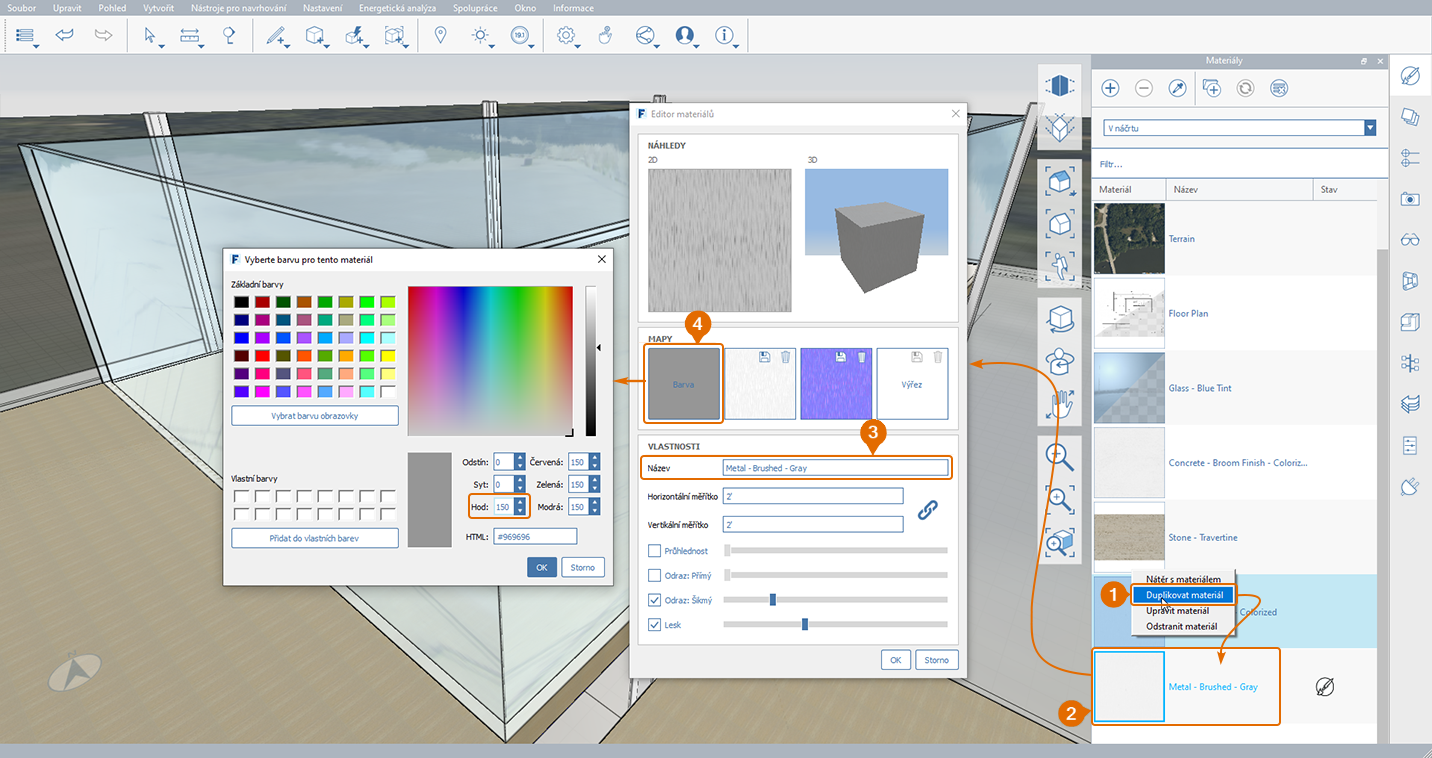 Soubor Upravit Pohled Vytvořit Nástroje pro navrhování Nastavení Energetická analýza Spolupráce Okno Informace
19.1
Materiály
V náčrtu
Filtr...
Materiál Název Stav
Terrain
Floor Plan
Glass - Blue Tint
Concrete - Broom Finish - Coloriz...
Stone - Travertine
Colorized
Nátěr s materiálem
1
Duplikovat materiál
Upravit materiál
Odstranit materiál
2
Metal - Brushed - Gray
F Editor materiálů
NÁHLEDY
2D 3D
4
MAPY
Barva
Výřez
3
VLASTNOSTI
Název Metal - Brushed - Gray
Horizontální měřítko 2'
Vertikální měřítko 2'
Průhlednost
Odraz: Přímý
Odraz: Šikmý
Lesk
OK Storno
F Vyberte barvu pro tento materiál
Základní barvy
Vybrat barvu obrazovky
Vlastní barvy
Přidat do vlastních barev
Odstín: 0 Červená: 150
Syt: 0 Zelená: 150
Hod: 150 Modrá: 150
HTML: #969696
OK Storno